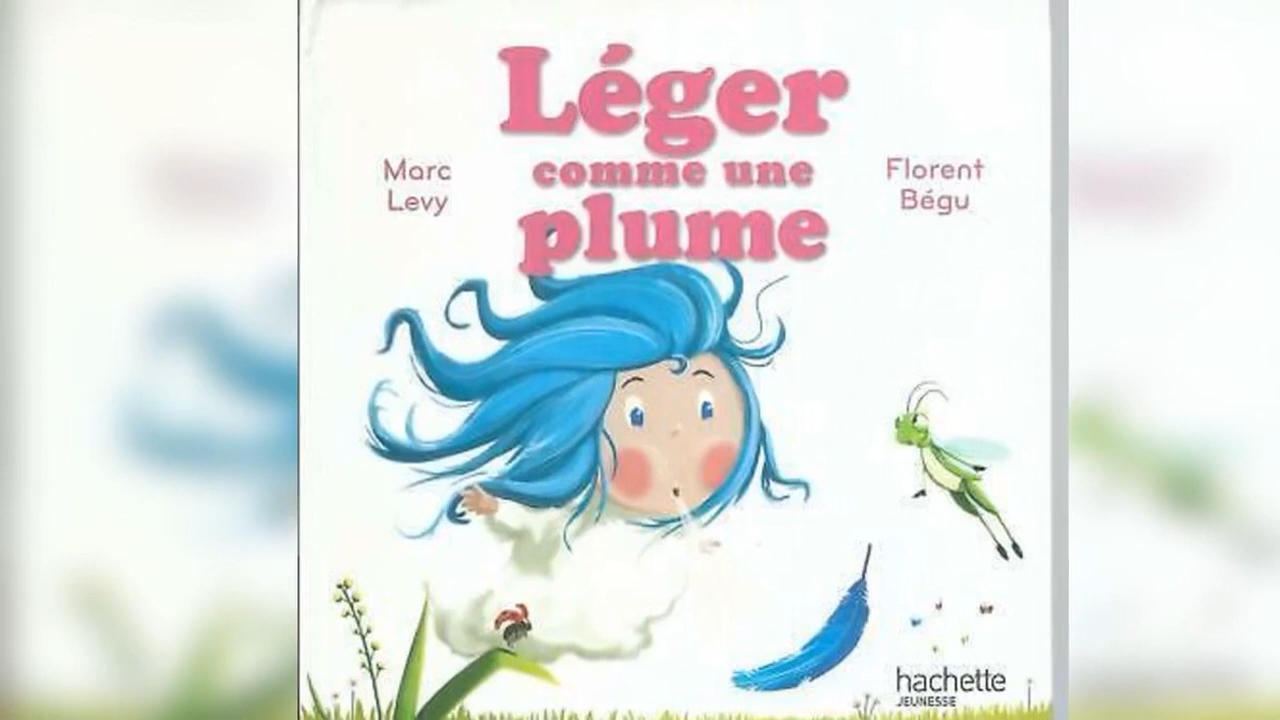 Léger
comme une
plume
Marc
Levy
Florent
Bégu
hachette
JEUNESSE